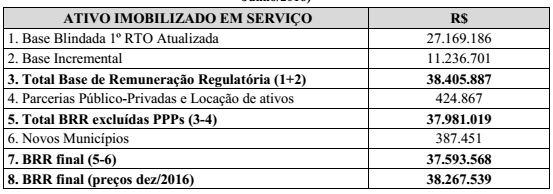 ATIVO IMOBILIZADO EM SERVIÇO R$
1. Base Blindada 1º RTO Atualizada 27.169.186
2. Base Incremental 11.236.701
3. Total Base de Remuneração Regulatória (1+2) 38.405.887
4. Parcerias Público-Privadas e Locação de ativos 424.867
5. Total BRR excluídas PPPs (3-4) 37.981.019
6. Novos Municípios 387.451
7. BRR final (5-6) 37.593.568
8. BRR final (preços dez/2016) 38.267.539